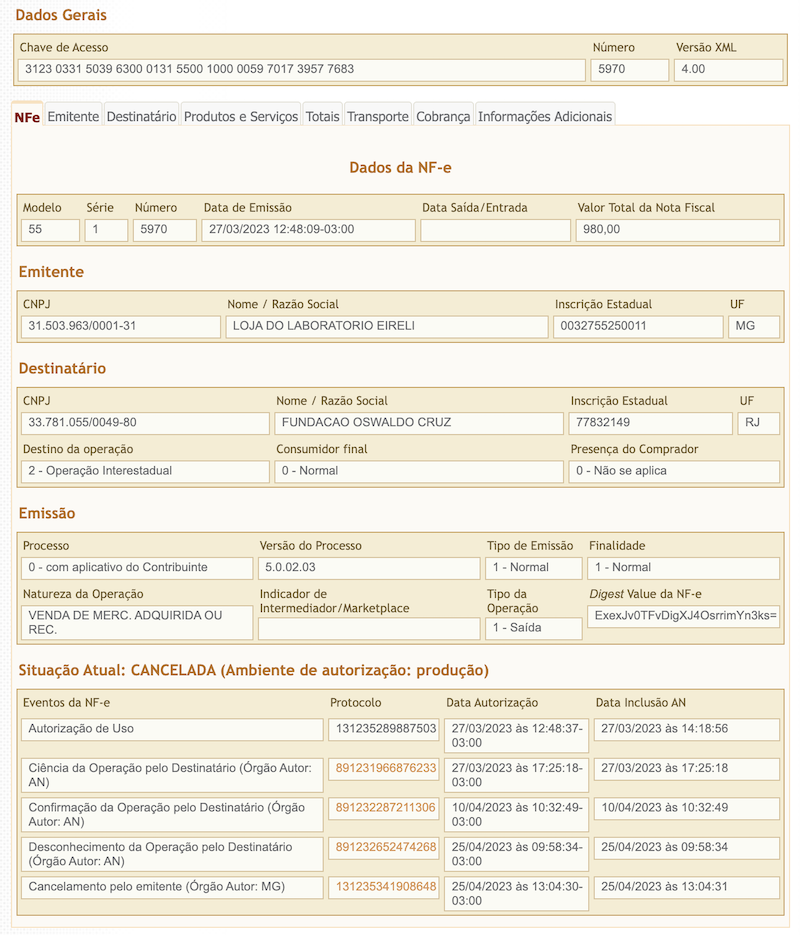 Dados Gerais
Chave de Acesso Número Versão XML
3123 0331 5039 6300 0131 5500 1000 0059 7017 3957 7683 5970 4.00
NFe Emitente Destinatário Produtos e Serviços Totais Transporte Cobrança Informações Adicionais
Dados da NF-e
Modelo Série Número Data de Emissão Data Saída/Entrada Valor Total da Nota Fiscal
55 1 5970 27/03/2023 12:48:09-03:00 980,00
Emitente
CNPJ Nome / Razão Social Inscrição Estadual UF
31.503.963/0001-31 LOJA DO LABORATORIO EIRELI 0032755250011 MG
Destinatário
CNPJ Nome / Razão Social Inscrição Estadual UF
33.781.055/0049-80 FUNDACAO OSWALDO CRUZ 77832149 RJ
Destino da operação Consumidor final Presença do Comprador
2 - Operação Interestadual 0 - Normal 0 - Não se aplica
Emissão
Processo Versão do Processo Tipo de Emissão Finalidade
0 - com aplicativo do Contribuinte 5.0.02.03 1 - Normal 1 - Normal
Natureza da Operação Indicador de Intermediador/Marketplace Tipo da Operação Digest Value da NF-e
VENDA DE MERC. ADQUIRIDA OU REC. 1 - Saída ExexJv0TFvDigXJ4OsrrimYn3ks=
Situação Atual: CANCELADA (Ambiente de autorização: produção)
Eventos da NF-e Protocolo Data Autorização Data Inclusão AN
Autorização de Uso 131235289887503 27/03/2023 às 12:48:37-03:00 27/03/2023 às 14:18:56
Ciência da Operação pelo Destinatário (Órgão Autor: AN) 891231966876233 27/03/2023 às 17:25:18-03:00 27/03/2023 às 17:25:18
Confirmação da Operação pelo Destinatário (Órgão Autor: AN) 891232287211306 10/04/2023 às 10:32:49-03:00 10/04/2023 às 10:32:49
Desconhecimento da Operação pelo Destinatário (Órgão Autor: AN) 891232652474268 25/04/2023 às 09:58:34-03:00 25/04/2023 às 09:58:34
Cancelamento pelo emitente (Órgão Autor: MG) 131235341908648 25/04/2023 às 13:04:30-03:00 25/04/2023 às 13:04:31